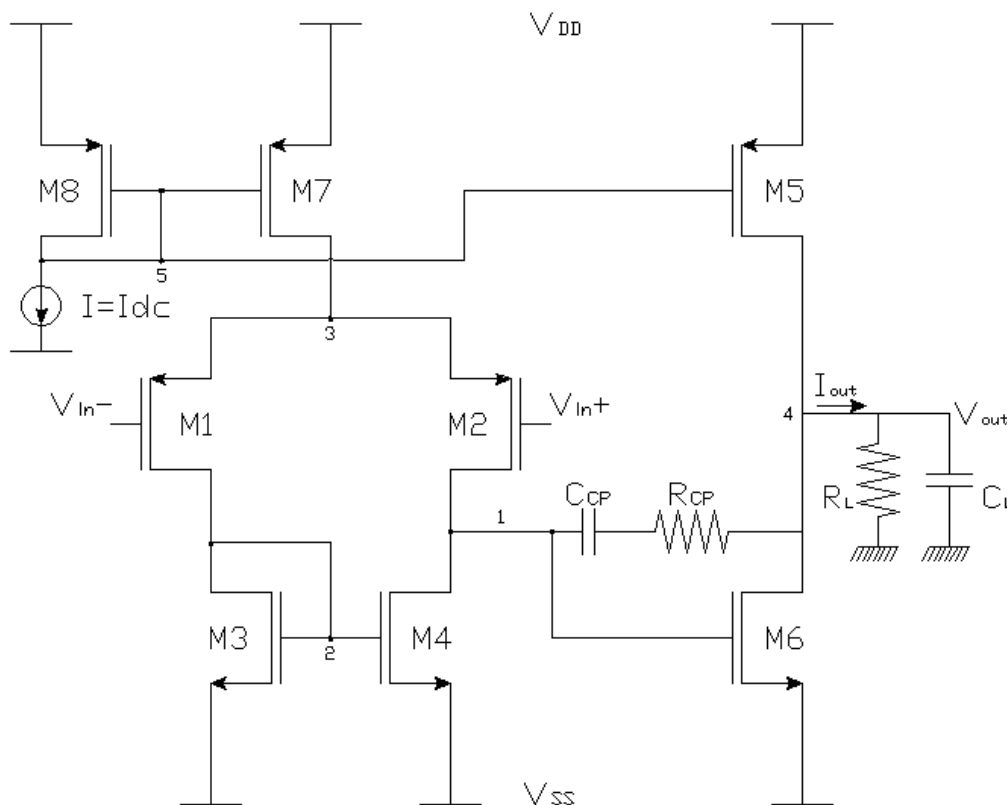 VDD
M8
M7
M5
5
I=Idc
3
VIn-
M1
M2
VIn+
4
Iout
Vout
CCP
RCP
1
RL
CL
M3
2
M4
M6
VSS